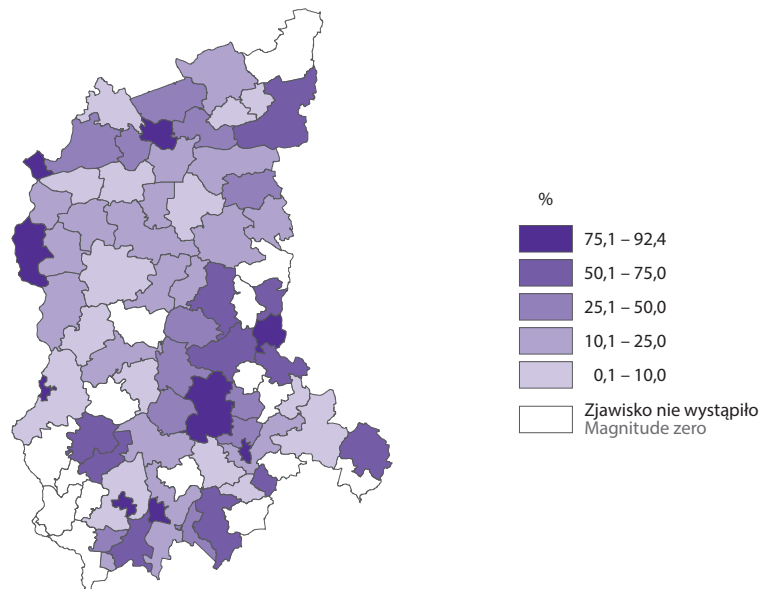 %
75,1 – 92,4
50,1 – 75,0
25,1 – 50,0
10,1 – 25,0
0,1 – 10,0
Zjawisko nie wystąpiło
Magnitude zero